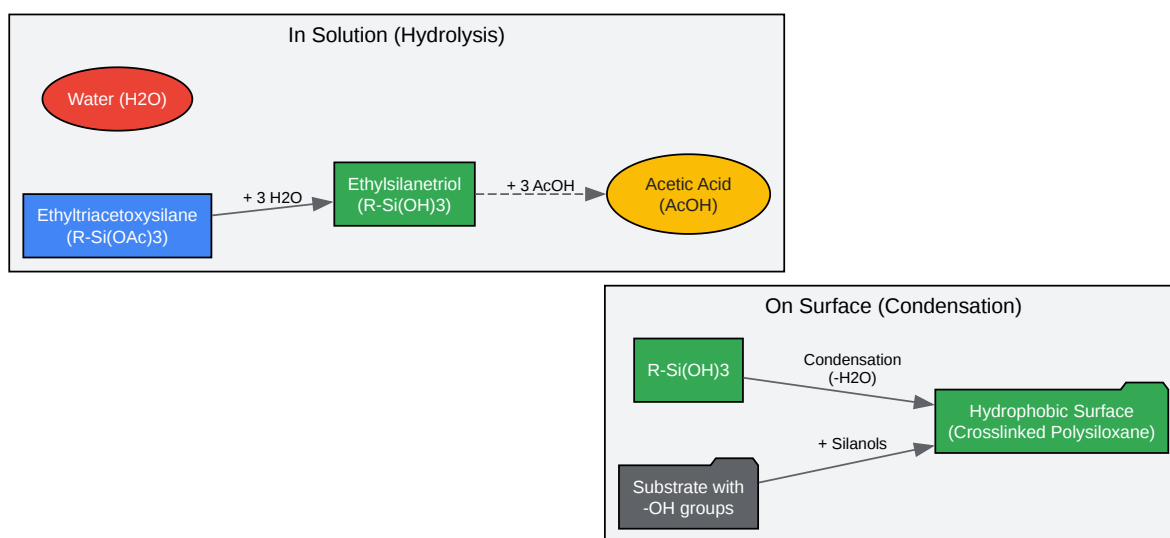 In Solution (Hydrolysis)
Water (H2O)
Ethyltriacetoxysilane
(R-Si(OAc)3)
+ 3 H2O
Ethylsilanetriol
(R-Si(OH)3)
+ 3 AcOH
Acetic Acid
(AcOH)
On Surface (Condensation)
R-Si(OH)3
Condensation
(-H2O)
Hydrophobic Surface
(Crosslinked Polysiloxane)
+ Silanols
Substrate with
-OH groups